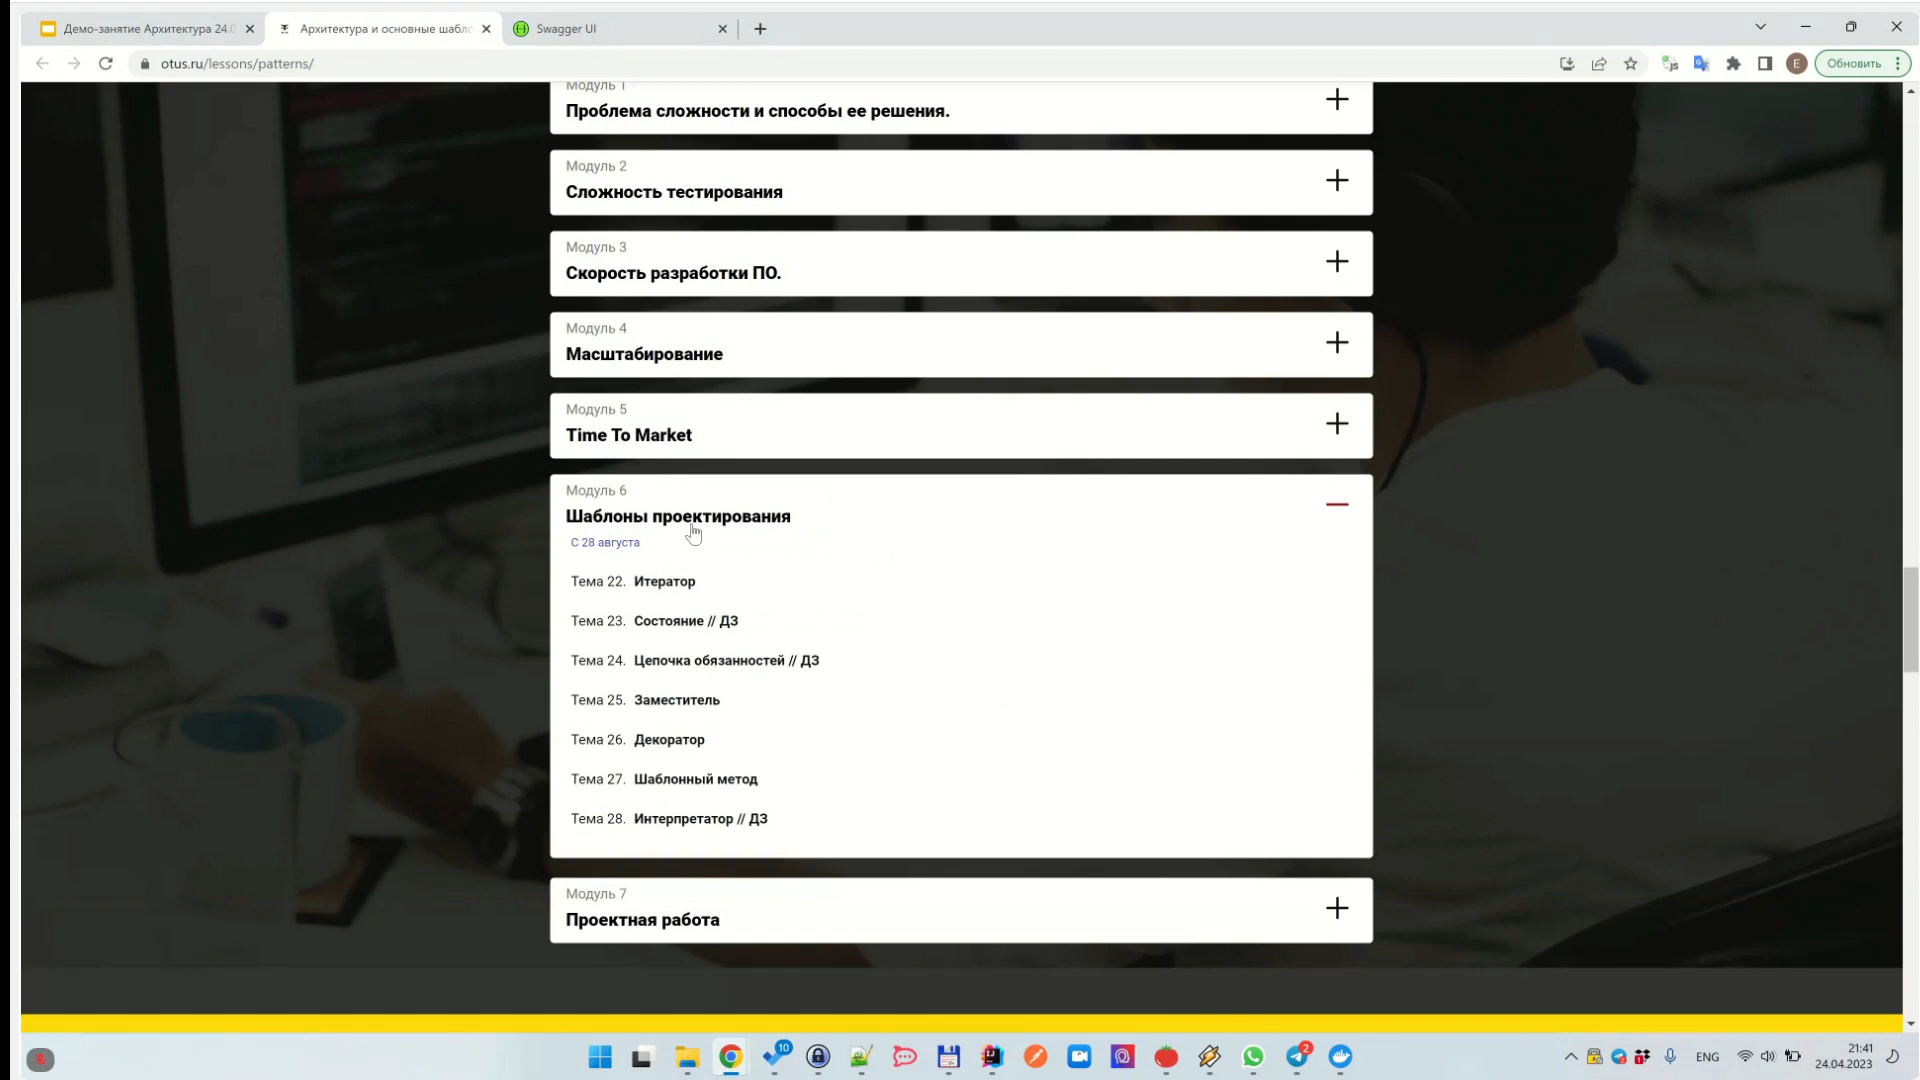 Демо-занятие Архитектура 24.0
Архитектура и основные шабло
Swagger UI
otus.ru/lessons/patterns/
E
Обновить
Модуль 1
Проблема сложности и способы ее решения.
Модуль 2
Сложность тестирования
Модуль 3
Скорость разработки ПО.
Модуль 4
Масштабирование
Модуль 5
Time To Market
Модуль 6
Шаблоны проектирования
С 28 августа
Тема 22. Итератор
Тема 23. Состояние // ДЗ
Тема 24. Цепочка обязанностей // ДЗ
Тема 25. Заместитель
Тема 26. Декоратор
Тема 27. Шаблонный метод
Тема 28. Интерпретатор // ДЗ
Модуль 7
Проектная работа
10
2
ENG
21:41
24.04.2023